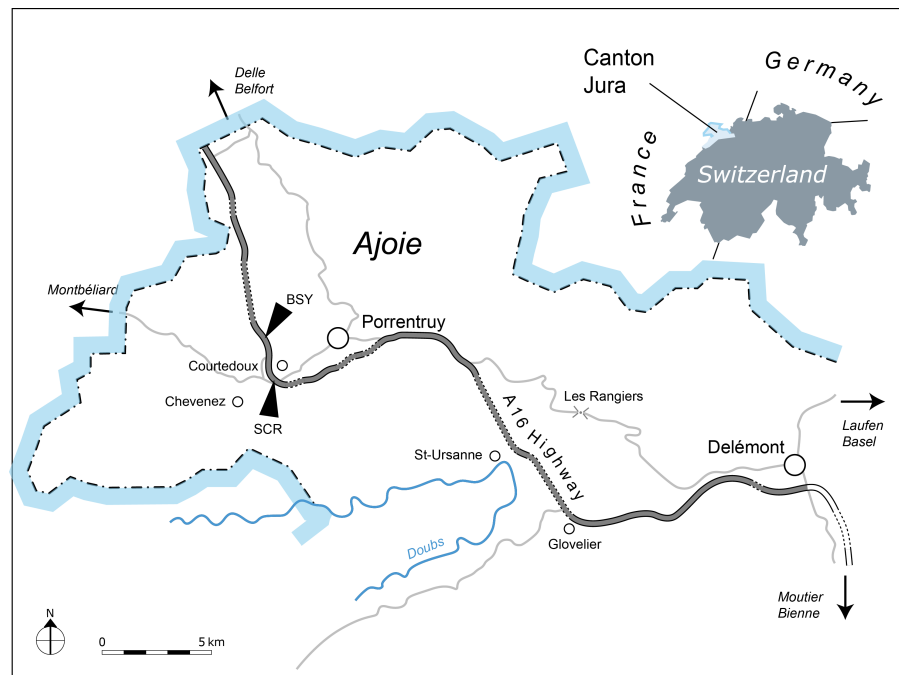 Delle
Belfort
Canton
Jura
Germany
France
Switzerland
Ajoie
Montbéliard
BSY
Porrentruy
Courtedoux
Chevenez
SCR
Les Rangiers
A16 Highway
Laufen
Basel
St-Ursanne
Delémont
Doubs
Glovelier
Moutier
Bienne
N
0
5 km